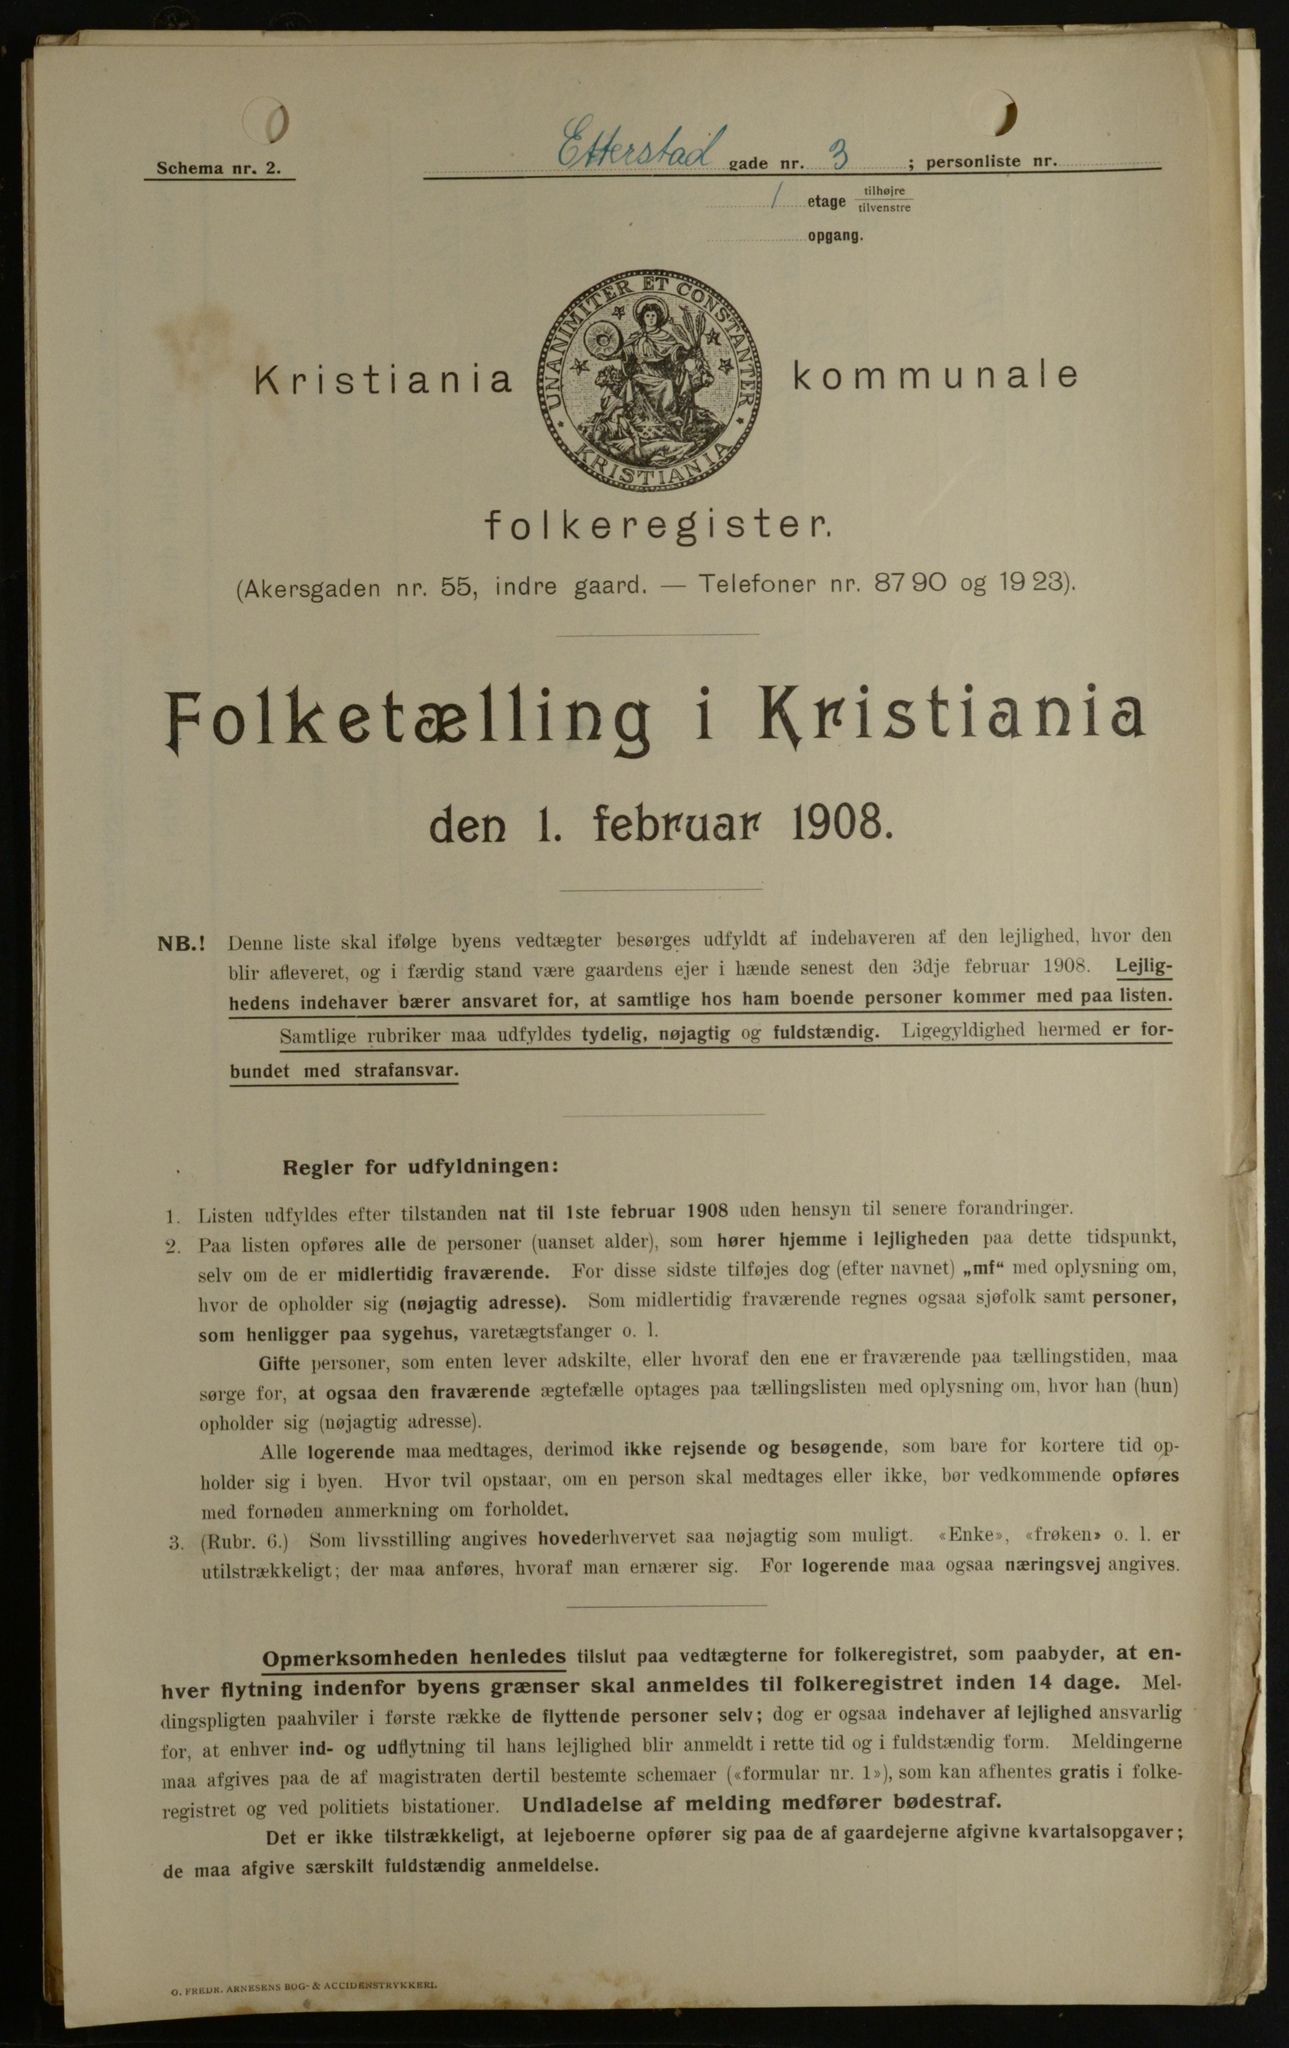 Schema nr. 2.
Etterstad gade nr. 3 ; personliste nr.
1 etage tilhøjre
tilvenstre
opgang.
UNANIMITER ET CONSTANTER
KRISTIANIA
Kristiania kommunale
folkeregister.
(Akersgaden nr. 55, indre gaard. — Telefoner nr. 8790 og 1923).
Folketælling i Kristiania
den 1. februar 1908.
NB.! Denne liste skal ifølge byens vedtægter besørges udfyldt af indehaveren af den lejlighed, hvor den
blir afleveret, og i færdig stand være gaardens ejer i hænde senest den 3dje februar 1908. Lejlig-
hedens indehaver bærer ansvaret for, at samtlige hos ham boende personer kommer med paa listen.
Samtlige rubriker maa udfyldes tydelig, nøjagtig og fuldstændig. Ligegyldighed hermed er for-
bundet med strafansvar.
Regler for udfyldningen:
1. Listen udfyldes efter tilstanden nat til 1ste februar 1908 uden hensyn til senere forandringer.
2. Paa listen opføres alle de personer (uanset alder), som hører hjemme i lejligheden paa dette tidspunkt,
selv om de er midlertidig fraværende. For disse sidste tilføjes dog (efter navnet) „mf“ med oplysning om,
hvor de opholder sig (nøjagtig adresse). Som midlertidig fraværende regnes ogsaa sjøfolk samt personer,
som henligger paa sygehus, varetægtsfanger o. l.
Gifte personer, som enten lever adskilte, eller hvoraf den ene er fraværende paa tællingstiden, maa
sørge for, at ogsaa den fraværende ægtefælle optages paa tællingslisten med oplysning om, hvor han (hun)
opholder sig (nøjagtig adresse).
Alle logerende maa medtages, derimod ikke rejsende og besøgende, som bare for kortere tid op-
holder sig i byen. Hvor tvil opstaar, om en person skal medtages eller ikke, bør vedkommende opføres
med fornøden anmerkning om forholdet.
3. (Rubr. 6.) Som livsstilling angives hovederhvervet saa nøjagtig som muligt. «Enke», «frøken» o. l. er
utilstrækkeligt; der maa anføres, hvoraf man ernærer sig. For logerende maa ogsaa næringsvej angives.
Opmerksomheden henledes tilslut paa vedtægterne for folkeregistret, som paabyder, at en-
hver flytning indenfor byens grænser skal anmeldes til folkeregistret inden 14 dage. Mel-
dingspligten paahviler i første række de flyttende personer selv; dog er ogsaa indehaver af lejlighed ansvarlig
for, at enhver ind- og udflytning til hans lejlighed blir anmeldt i rette tid og i fuldstændig form. Meldingerne
maa afgives paa de af magistraten dertil bestemte schemaer («formular nr. 1»), som kan afhentes gratis i folke-
registret og ved politiets bistationer. Undladelse af melding medfører bødestraf.
Det er ikke tilstrækkeligt, at lejeboerne opfører sig paa de af gaardejerne afgivne kvartalsopgaver;
de maa afgive særskilt fuldstændig anmeldelse.
O. FREDR. ARNESENS BOG- & ACCIDENSTRYKKERI.